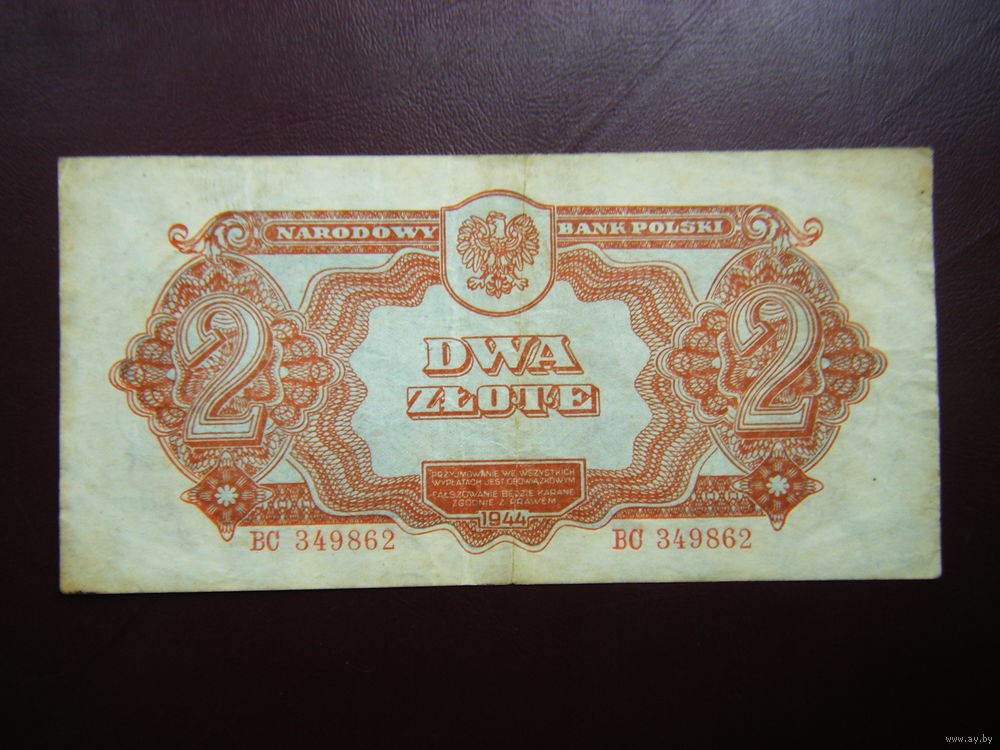 NARODOWY BANK POLSKI
2 2
DWA
ZŁOTE
PRZYJMOWANIE WE WSZYSTKICH
WYPŁATACH JEST OBOWIĄZKOWYM
FAŁSZOWANIE BĘDZIE KARANE
ZGODNIE Z PRAWEM
1944
BC 349862 BC 349862
www.ay.by